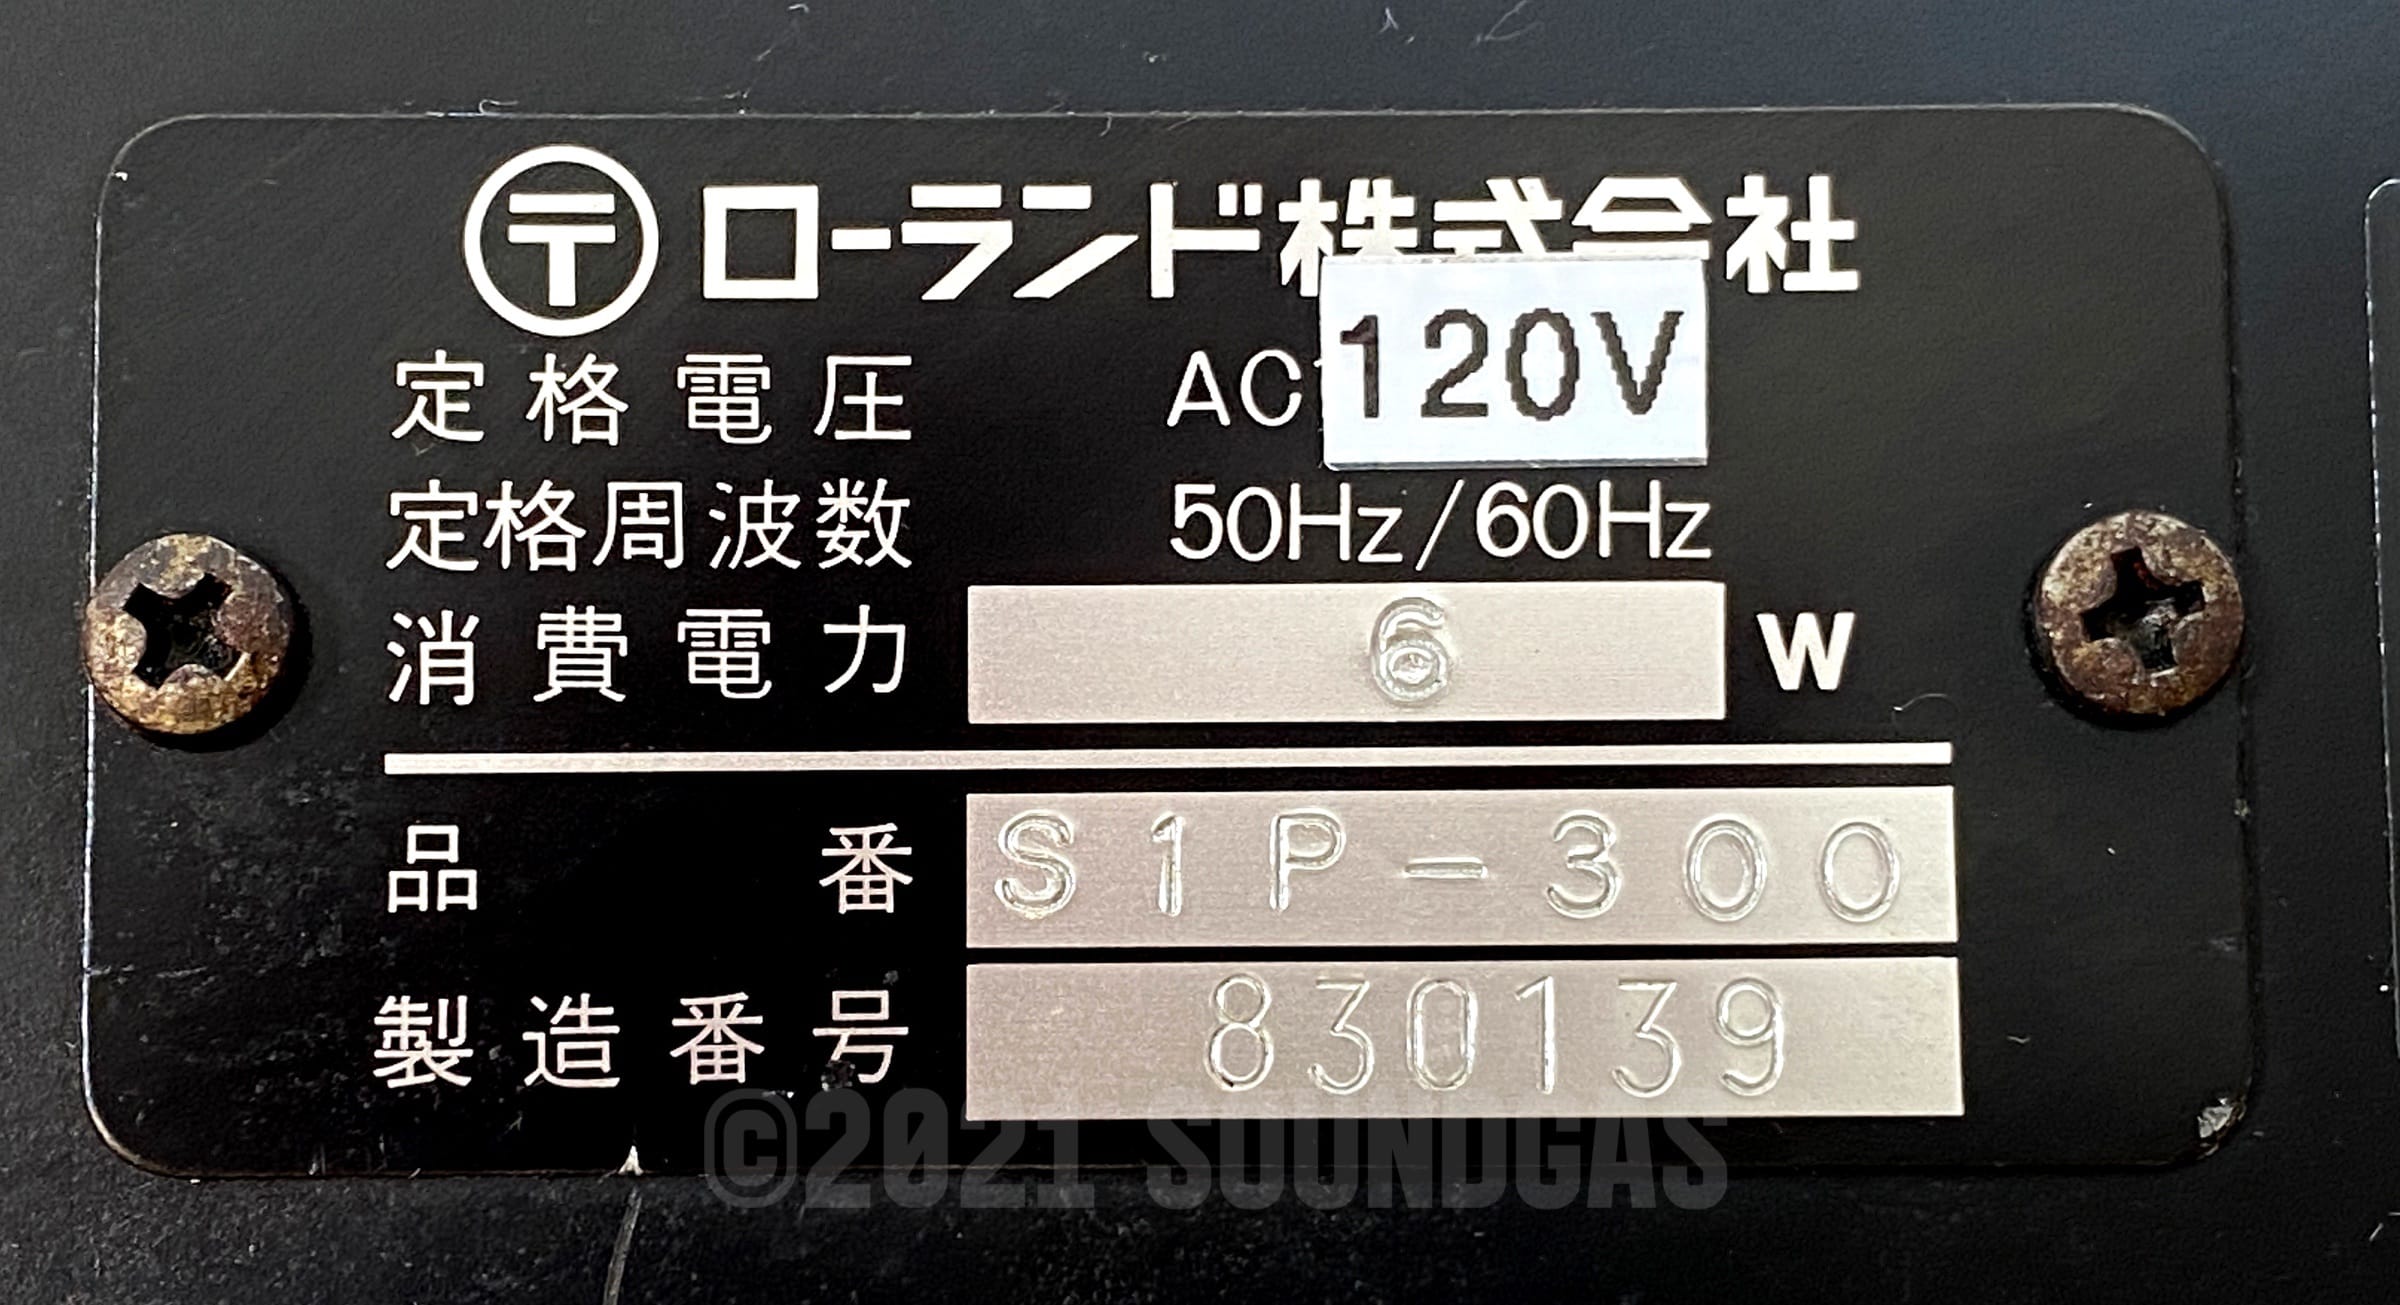 〒 ローランド株式会社
定格電圧 AC 120V
定格周波数 50Hz/60Hz
消費電力 6 W
品番 S1P-300
製造番号 830139
©2021 SOUNDGAS